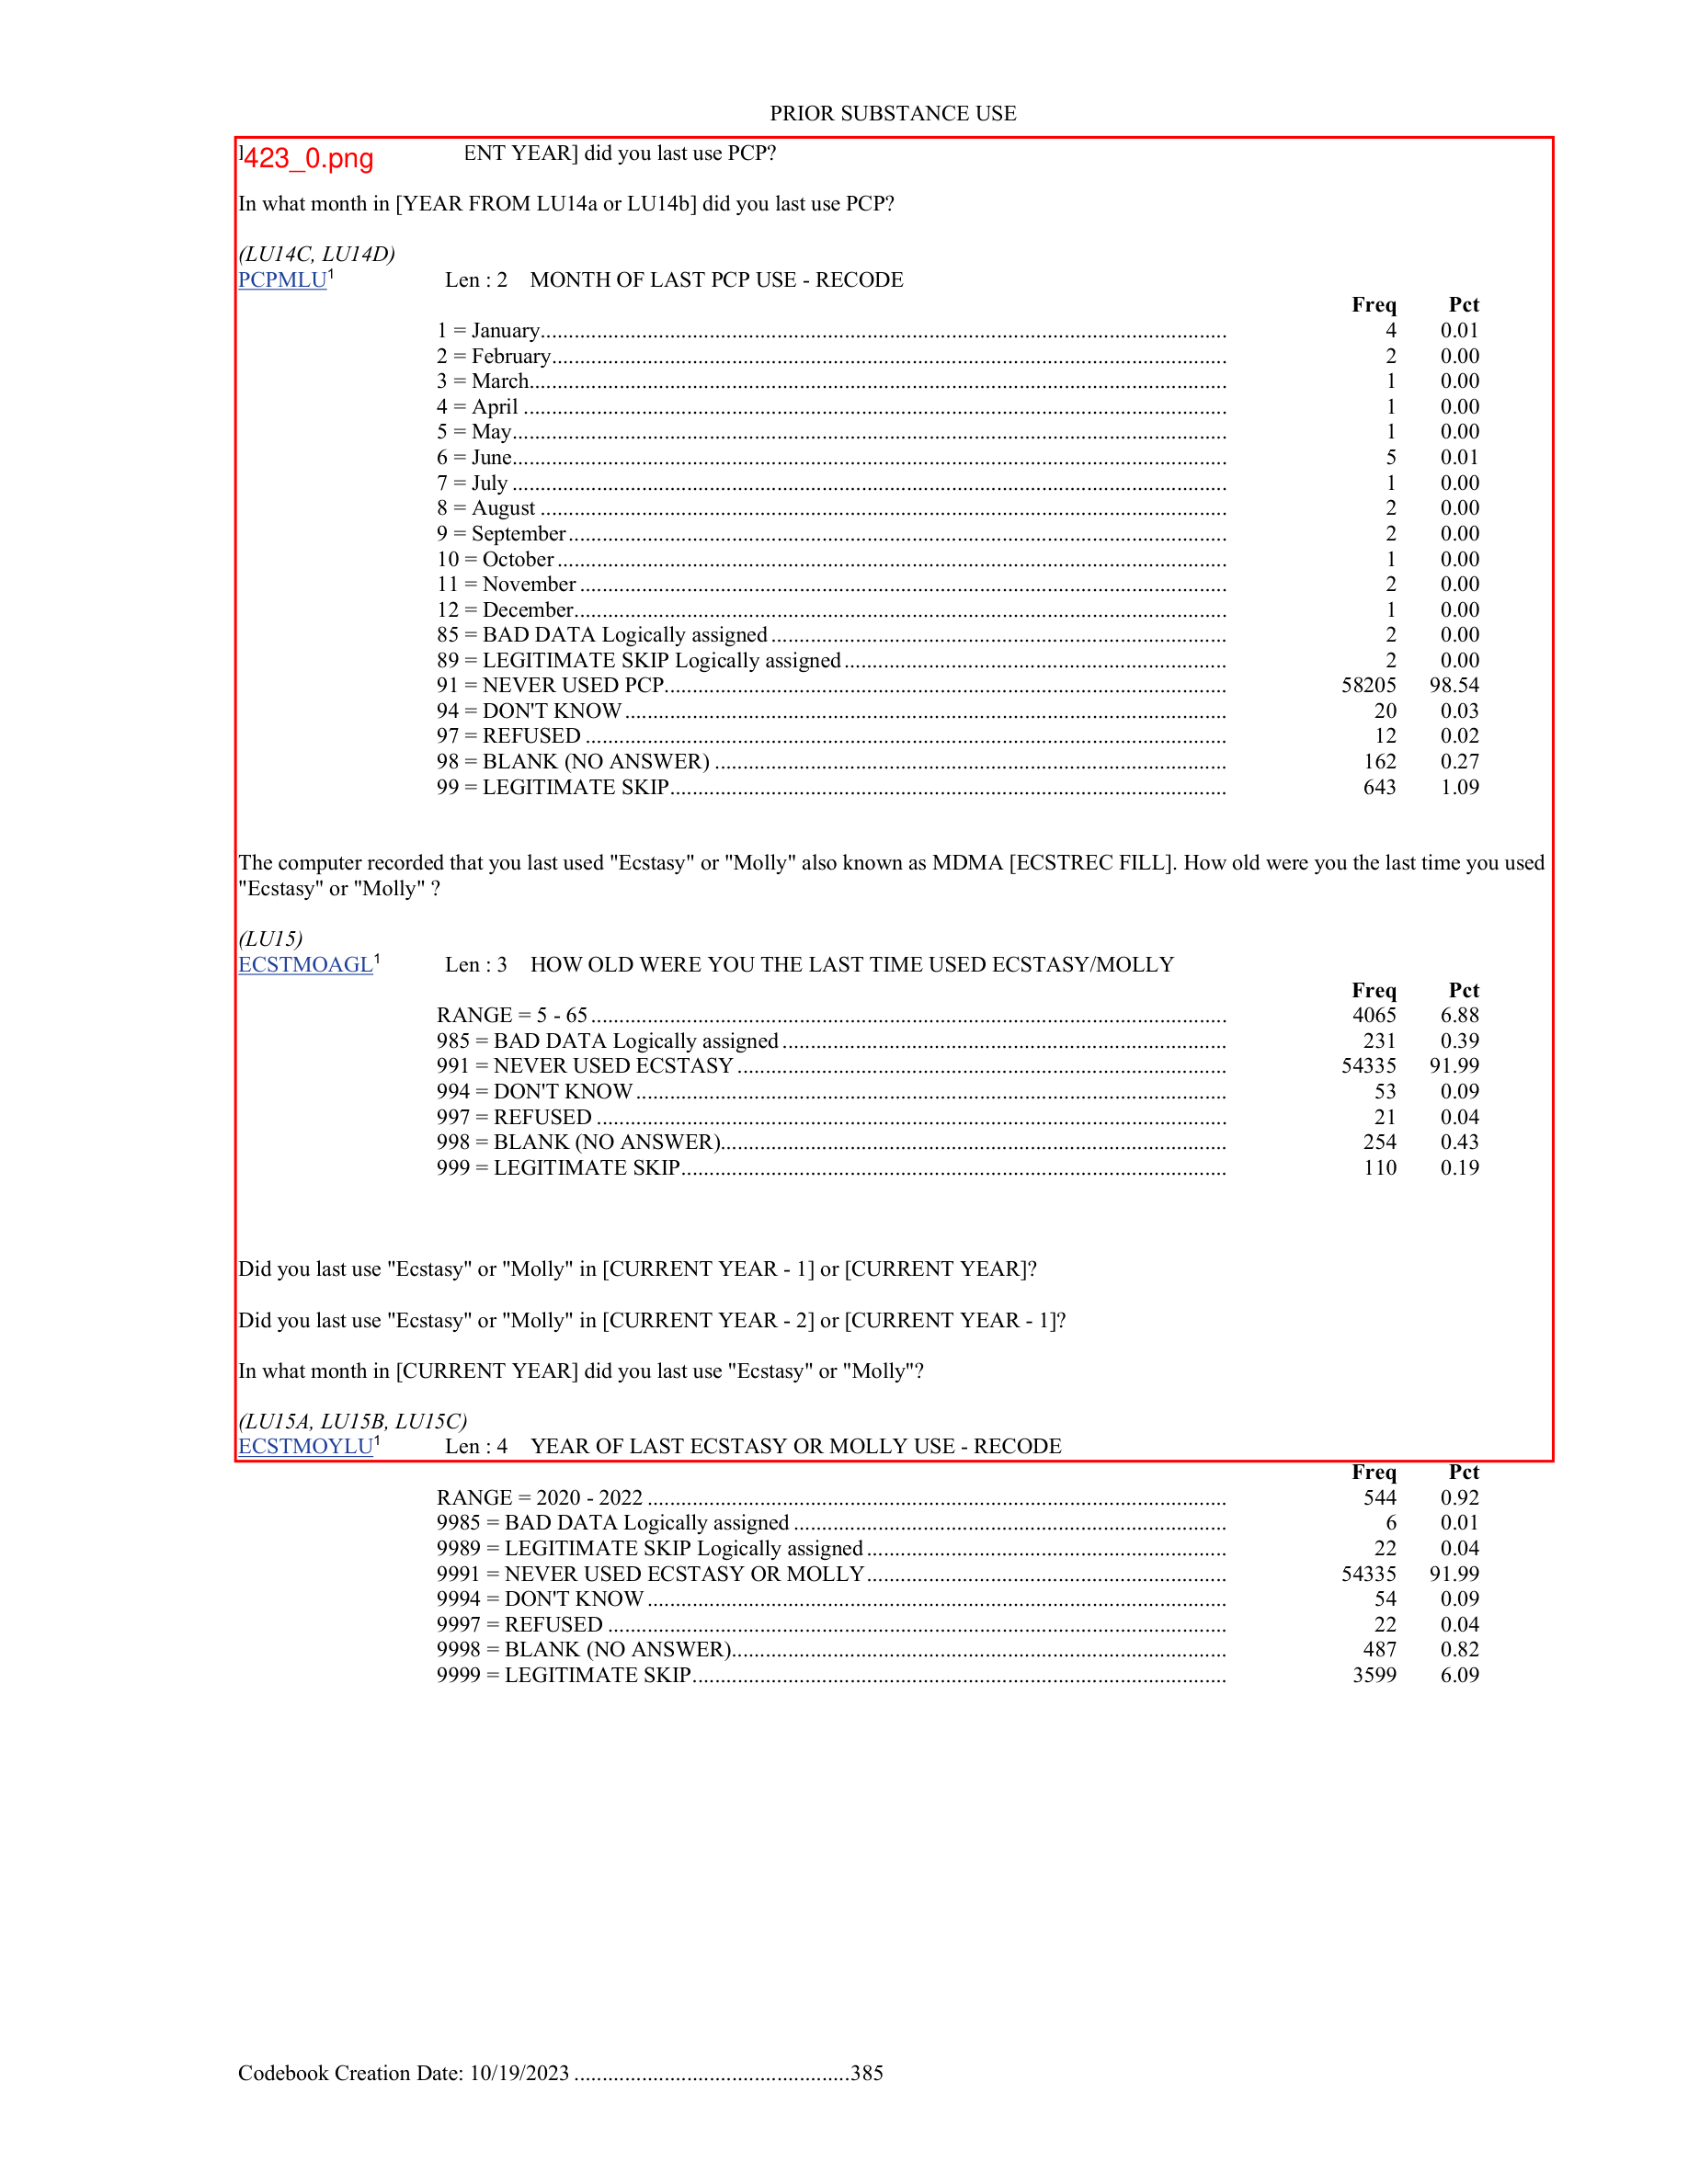 PRIOR SUBSTANCE USE
423_0.png ENT YEAR] did you last use PCP?
In what month in [YEAR FROM LU14a or LU14b] did you last use PCP?
(LU14C, LU14D)
PCPMLU1 Len : 2 MONTH OF LAST PCP USE - RECODE
Freq Pct
1 = January 4 0.01
2 = February 2 0.00
3 = March 1 0.00
4 = April 1 0.00
5 = May 1 0.00
6 = June 5 0.01
7 = July 1 0.00
8 = August 2 0.00
9 = September 2 0.00
10 = October 1 0.00
11 = November 2 0.00
12 = December 1 0.00
85 = BAD DATA Logically assigned 2 0.00
89 = LEGITIMATE SKIP Logically assigned 2 0.00
91 = NEVER USED PCP 58205 98.54
94 = DON'T KNOW 20 0.03
97 = REFUSED 12 0.02
98 = BLANK (NO ANSWER) 162 0.27
99 = LEGITIMATE SKIP 643 1.09
The computer recorded that you last used "Ecstasy" or "Molly" also known as MDMA [ECSTREC FILL]. How old were you the last time you used
"Ecstasy" or "Molly" ?
(LU15)
ECSTMOAGL1 Len : 3 HOW OLD WERE YOU THE LAST TIME USED ECSTASY/MOLLY
Freq Pct
RANGE = 5 - 65 4065 6.88
985 = BAD DATA Logically assigned 231 0.39
991 = NEVER USED ECSTASY 54335 91.99
994 = DON'T KNOW 53 0.09
997 = REFUSED 21 0.04
998 = BLANK (NO ANSWER) 254 0.43
999 = LEGITIMATE SKIP 110 0.19
Did you last use "Ecstasy" or "Molly" in [CURRENT YEAR - 1] or [CURRENT YEAR]?
Did you last use "Ecstasy" or "Molly" in [CURRENT YEAR - 2] or [CURRENT YEAR - 1]?
In what month in [CURRENT YEAR] did you last use "Ecstasy" or "Molly"?
(LU15A, LU15B, LU15C)
ECSTMOYLU1 Len : 4 YEAR OF LAST ECSTASY OR MOLLY USE - RECODE
Freq Pct
RANGE = 2020 - 2022 544 0.92
9985 = BAD DATA Logically assigned 6 0.01
9989 = LEGITIMATE SKIP Logically assigned 22 0.04
9991 = NEVER USED ECSTASY OR MOLLY 54335 91.99
9994 = DON'T KNOW 54 0.09
9997 = REFUSED 22 0.04
9998 = BLANK (NO ANSWER) 487 0.82
9999 = LEGITIMATE SKIP 3599 6.09
Codebook Creation Date: 10/19/2023 385